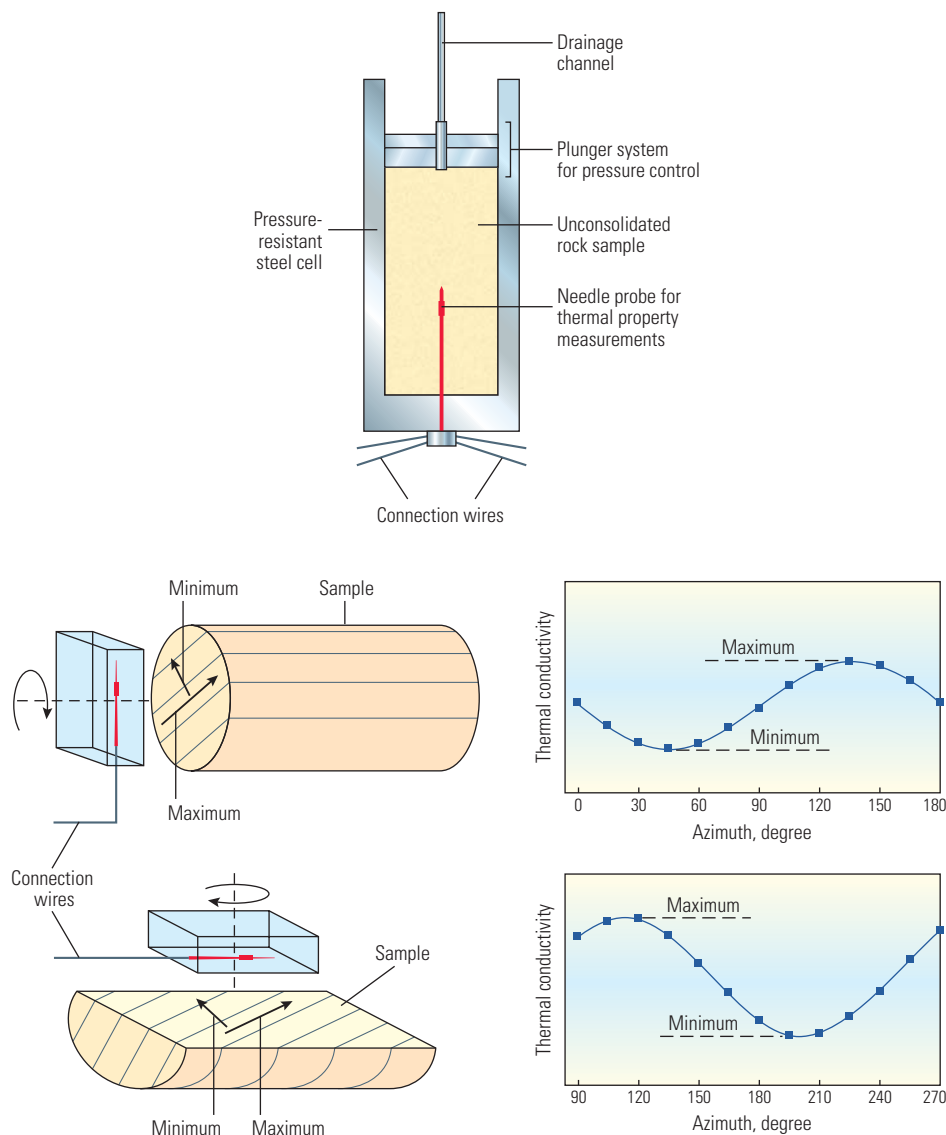 Drainage
channel
Plunger system
for pressure control
Pressure-
resistant
steel cell
Unconsolidated
rock sample
Needle probe for
thermal property
measurements
Connection wires
Minimum
Sample
Maximum
Connection
wires
Thermal conductivity
Maximum
Minimum
0 30 60 90 120 150 180
Azimuth, degree
Sample
Minimum
Maximum
Thermal conductivity
Maximum
Minimum
90 120 150 180 210 240 270
Azimuth, degree